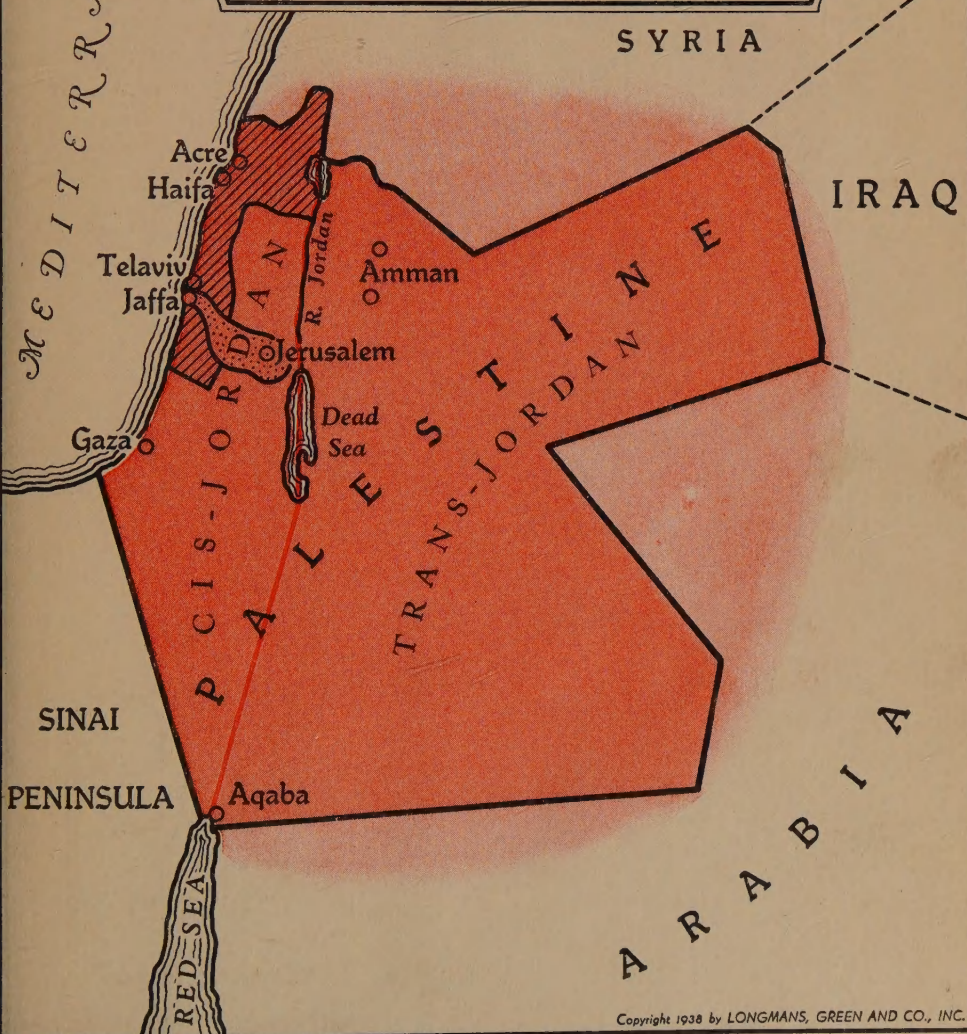 SYRIA
MEDITERR
Acre
Haifa
IRAQ
R. Jordan
Telaviv
Jaffa
Amman
Jerusalem
Dead
Sea
Gaza
CIS-JORDAN
PALESTINE
TRANS-JORDAN
SINAI
PENINSULA
Aqaba
ARABIA
RED SEA
Copyright 1938 by LONGMANS, GREEN AND CO., INC.